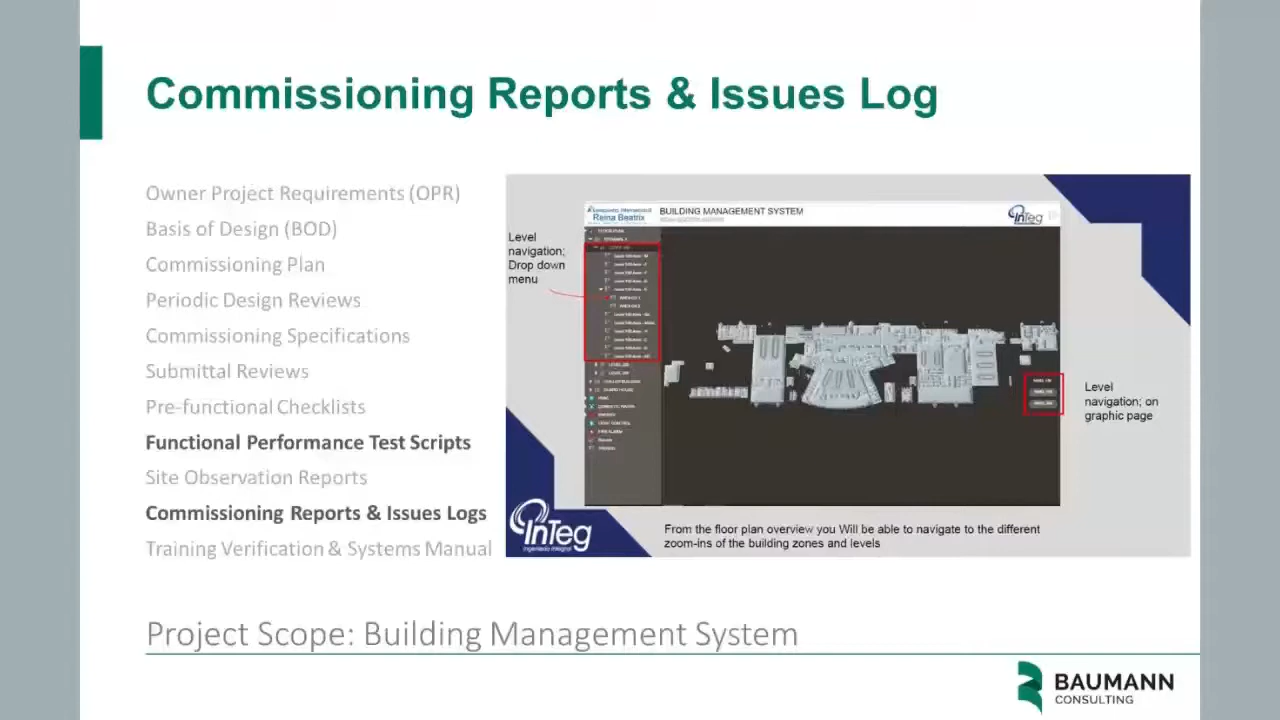 Commissioning Reports & Issues Log
Owner Project Requirements (OPR)
Basis of Design (BOD)
Commissioning Plan
Periodic Design Reviews
Commissioning Specifications
Submittal Reviews
Pre-functional Checklists
Functional Performance Test Scripts
Site Observation Reports
Commissioning Reports & Issues Logs
Training Verification & Systems Manual
Reina Beatrix
BUILDING MANAGEMENT SYSTEM
InTeg
Level
navigation;
Drop down
menu
Level
navigation; on
graphic page
InTeg
From the floor plan overview you Will be able to navigate to the different
zoom-ins of the building zones and levels
Project Scope: Building Management System
BAUMANN
CONSULTING